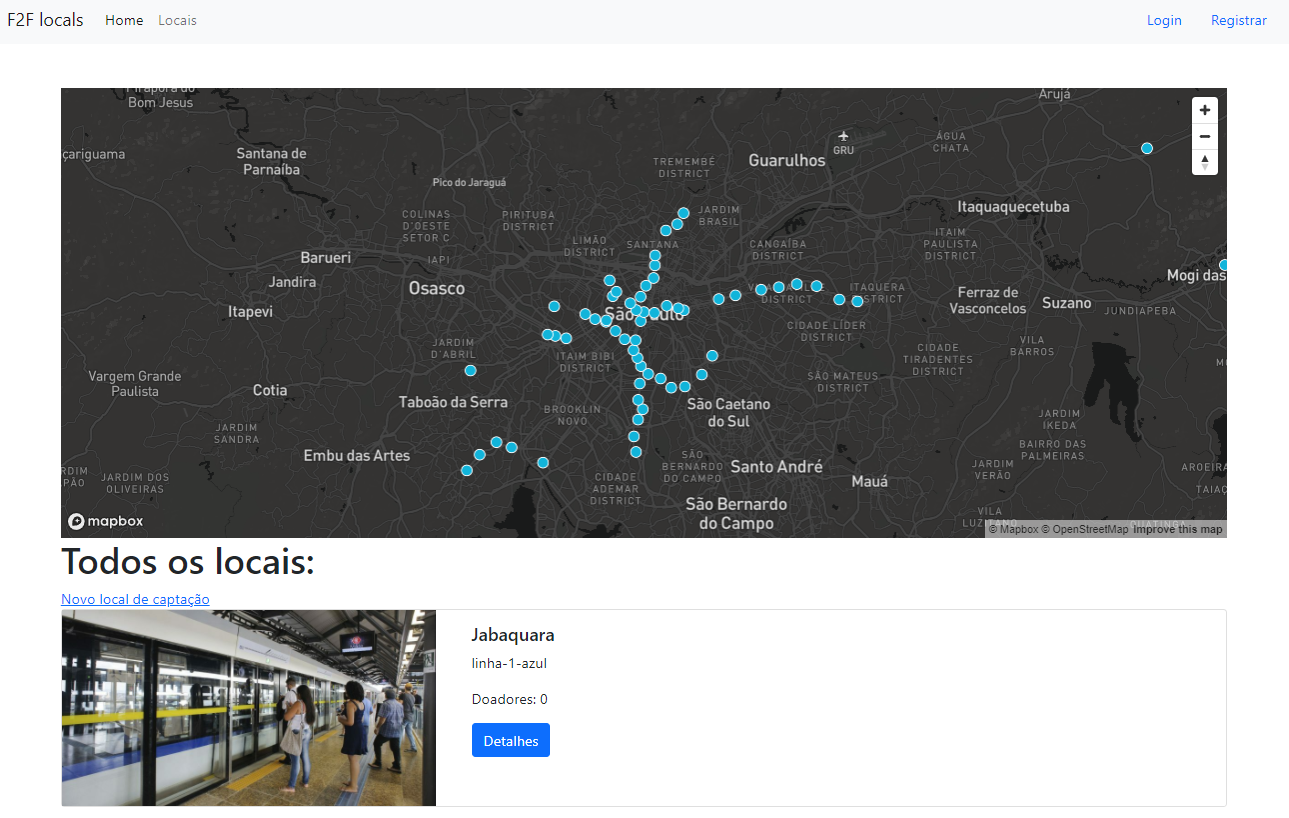 F2F locals
Home
Locais
Login
Registrar
Pirapora do
Bom Jesus
Arujá
çariguama
Santana de
Parnaíba
Pico do Jaraguá
TREMEMBÉ
DISTRICT
Guarulhos
GRU
ÁGUA
CHATA
COLINAS
D'OESTE
SETOR C
PIRITUBA
DISTRICT
JARDIM
BRASIL
Itaquaquecetuba
LIMÃO
DISTRICT
SANTANA
CANGAÍBA
DISTRICT
ITAIM
PAULISTA
DISTRICT
Barueri
IAPI
Jandira
Osasco
Mogi das
ITAQUERA
DISTRICT
DISTRICT
Itapevi
São Paulo
Ferraz de
Vasconcelos
Suzano
JUNDIAPEBA
CIDADE LÍDER
DISTRICT
JARDIM
D'ABRIL
ITAIM BIBI
DISTRICT
VILA
BARROS
CIDADE
TIRADENTES
DISTRICT
Vargem Grande
Paulista
Cotia
SÃO MATEUS
DISTRICT
Taboão da Serra
BROOKLIN
NOVO
São Caetano
do Sul
JARDIM
IKEDA
JARDIM
SANDRA
BAIRRO DAS
PALMEIRAS
Embu das Artes
SÃO
BERNARDO
DO CAMPO
Santo André
JARDIM
VERÃO
AROEIRA
RDIM
PÃO
JARDIM DOS
OLIVEIRAS
CIDADE
ADEMAR
DISTRICT
Mauá
TAIAÇ
São Bernardo
do Campo
VILA
LUZITANO
mapbox
© Mapbox © OpenStreetMap Improve this map
Todos os locais:
Novo local de captação
Jabaquara
linha-1-azul
Doadores: 0
Detalhes